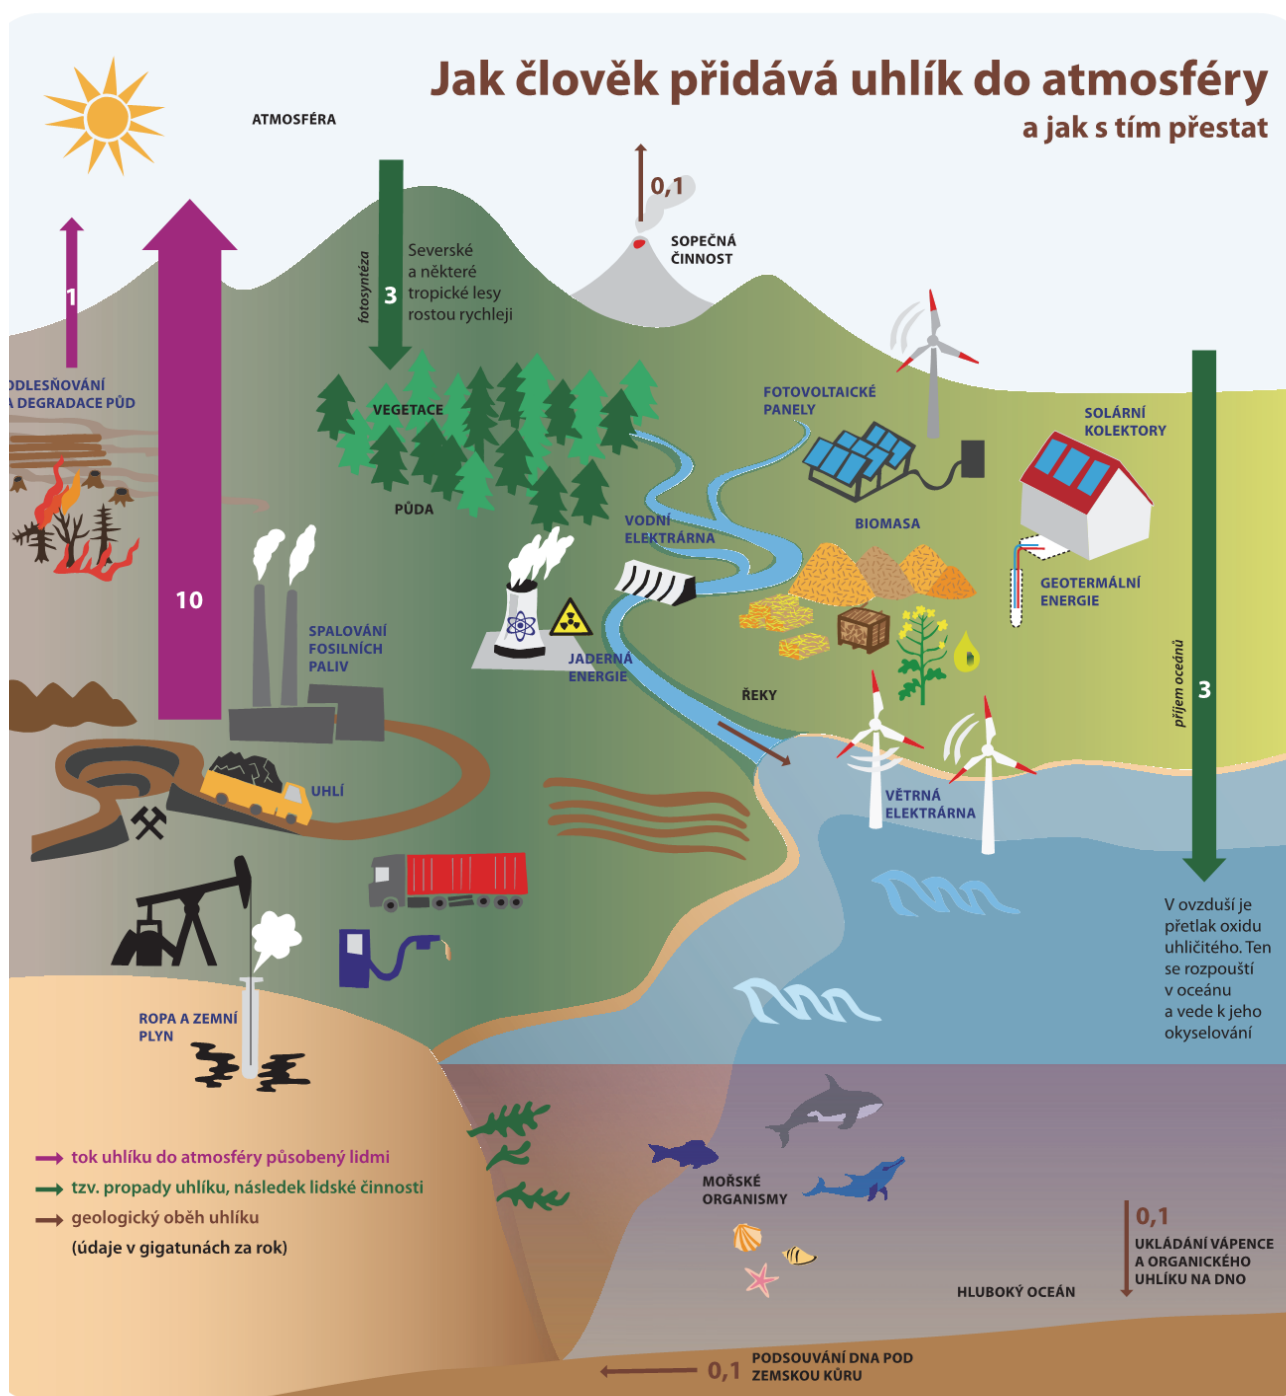 Jak člověk přidává uhlík do atmosféry
a jak s tím přestat
ATMOSFÉRA
0,1
SOPEČNÁ
ČINNOST
1
fotosyntéza
3
Severské
a některé
tropické lesy
rostou rychleji
ODLESŇOVÁNÍ
A DEGRADACE PŮD
VEGETACE
PŮDA
FOTOVOLTAICKÉ
PANELY
SOLÁRNÍ
KOLEKTORY
VODNÍ
ELEKTRÁRNA
BIOMASA
GEOTERMÁLNÍ
ENERGIE
10
SPALOVÁNÍ
FOSILNÍCH
PALIV
JADERNÁ
ENERGIE
ŘEKY
příjem oceánů
3
UHLÍ
VĚTRNÁ
ELEKTRÁRNA
V ovzduší je
přetlak oxidu
uhličitého. Ten
se rozpouští
v oceánu
a vede k jeho
okyselování
ROPA A ZEMNÍ
PLYN
tok uhlíku do atmosféry působený lidmi
tzv. propady uhlíku, následek lidské činnosti
geologický oběh uhlíku
(údaje v gigatunách za rok)
MOŘSKÉ
ORGANISMY
0,1
UKLÁDÁNÍ VÁPENCE
A ORGANICKÉHO
UHLÍKU NA DNO
HLUBOKÝ OCEÁN
0,1
PODSOUVÁNÍ DNA POD
ZEMSKOU KŮRU